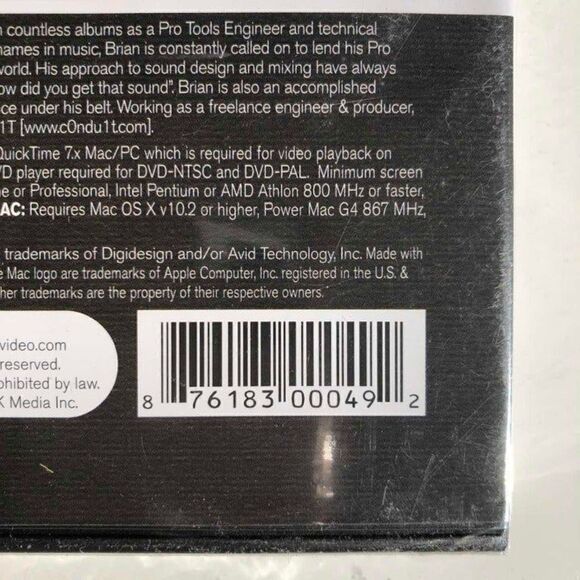 countless albums as a Pro Tools Engineer and technical
names in music, Brian is constantly called on to lend his Pro
world. His approach to sound design and mixing have always
ow did you get that sound". Brian is also an accomplished
ce under his belt. Working as a freelance engineer & producer,
1T [www.c0ndu1t.com].
QuickTime 7.x Mac/PC which is required for video playback on
VD player required for DVD-NTSC and DVD-PAL. Minimum screen
e or Professional, Intel Pentium or AMD Athlon 800 MHz or faster,
AC: Requires Mac OS X v10.2 or higher, Power Mac G4 867 MHz,
trademarks of Digidesign and/or Avid Technology, Inc. Made with
e Mac logo are trademarks of Apple Computer, Inc. registered in the U.S. &
her trademarks are the property of their respective owners.
video.com
reserved.
ohibited by law.
K Media Inc.
8 76183 00049 2